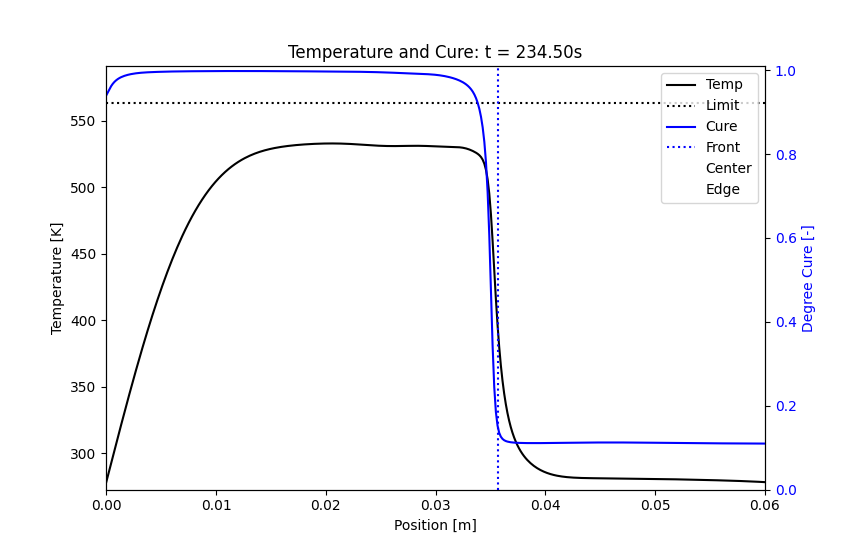 Temperature and Cure: t = 234.50s
Temperature [K]
550
500
450
400
350
300
Temp
Limit
Cure
Front
Center
Edge
1.0
0.8
0.6
0.4
0.2
0.0
Degree Cure [-]
0.00 0.01 0.02 0.03 0.04 0.05 0.06
Position [m]